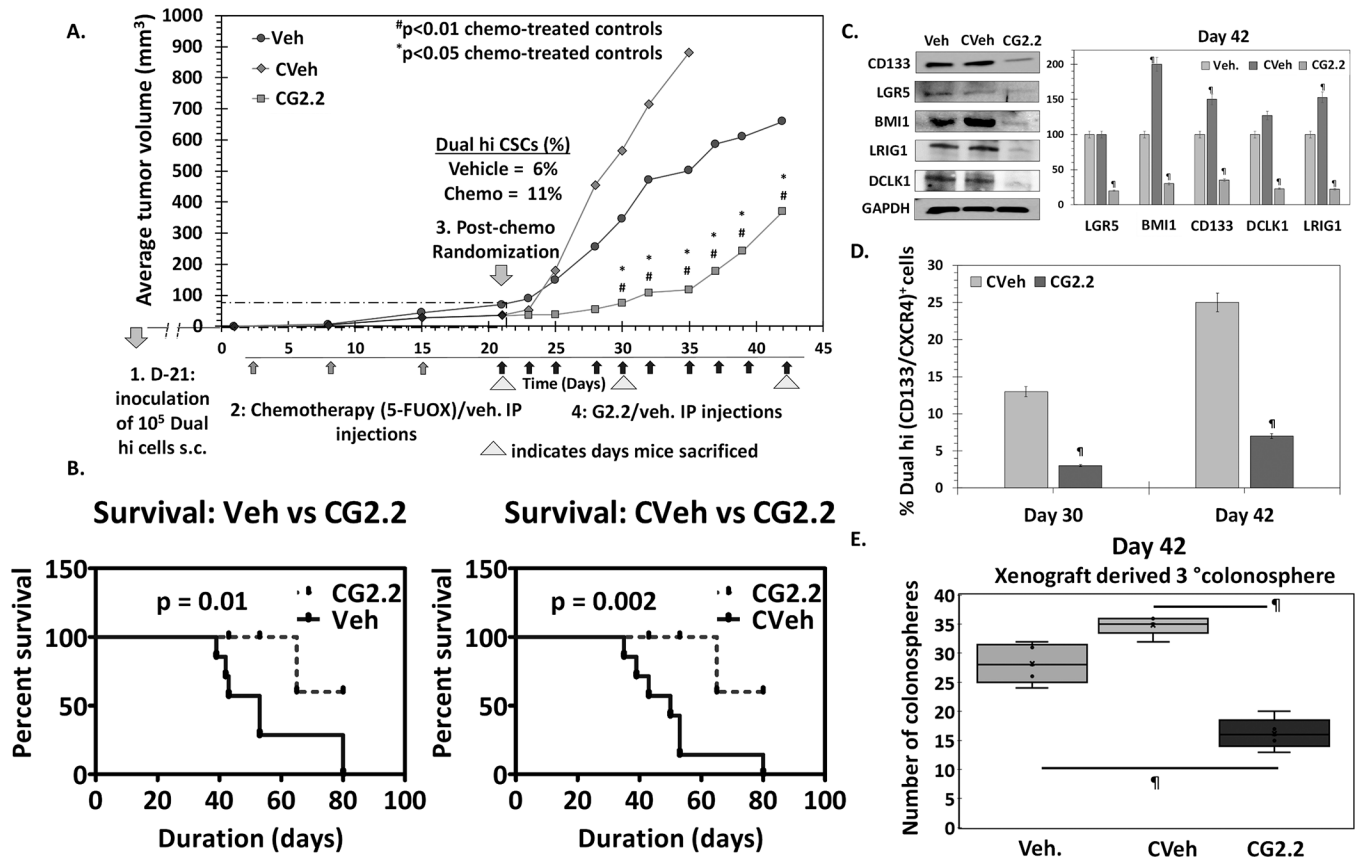 A.
Average tumor volume (mm³)
1000
900
800
700
600
500
400
300
200
100
0
Veh
CVeh
CG2.2
#p<0.01 chemo-treated controls
*p<0.05 chemo-treated controls
Dual hi CSCs (%)
Vehicle = 6%
Chemo = 11%
3. Post-chemo
Randomization
* * * * * *
# # # # # #
0 5 10 15 20 25 30 35 40 45
Time (Days)
1. D-21:
inoculation
of 10⁵ Dual
hi cells s.c.
2: Chemotherapy (5-FUOX)/veh. IP
injections
4: G2.2/veh. IP injections
indicates days mice sacrificed
B.
Survival: Veh vs CG2.2
Percent survival
150
100
50
0
p = 0.01
CG2.2
Veh
0 20 40 60 80 100
Duration (days)
Survival: CVeh vs CG2.2
Percent survival
150
100
50
0
p = 0.002
CG2.2
CVeh
0 20 40 60 80 100
Duration (days)
C.
Veh CVeh CG2.2
CD133
LGR5
BMI1
LRIG1
DCLK1
GAPDH
Day 42
Veh. CVeh CG2.2
200
150
100
50
0
¶ ¶ ¶ ¶ ¶ ¶ ¶ ¶
LGR5 BMI1 CD133 DCLK1 LRIG1
D.
% Dual hi (CD133/CXCR4)⁺cells
30
25
20
15
10
5
0
CVeh CG2.2
¶ ¶
Day 30 Day 42
E.
Day 42
Xenograft derived 3 °colonosphere
Number of colonospheres
40
35
30
25
20
15
10
5
0
¶
¶
Veh. CVeh CG2.2